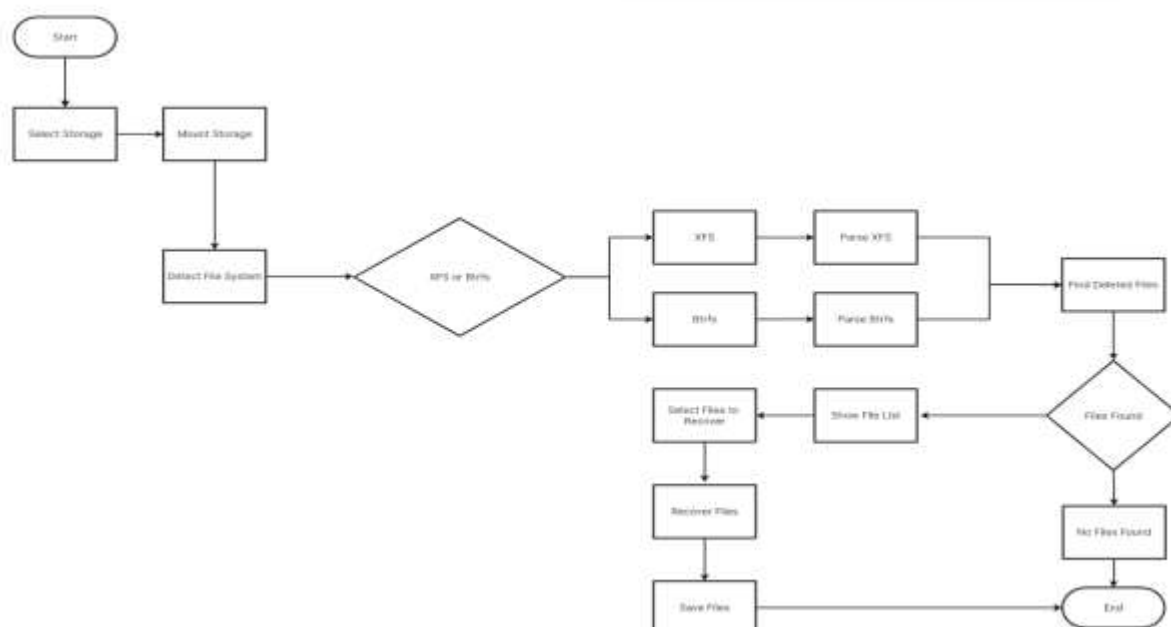 Start
Select Storage
Mount Storage
Detect File System
XFS or Btrfs
XFS
Parse XFS
Btrfs
Parse Btrfs
Find Deleted Files
Files Found
Show File List
Select Files to
Recover
Recover Files
No Files Found
Save Files
End